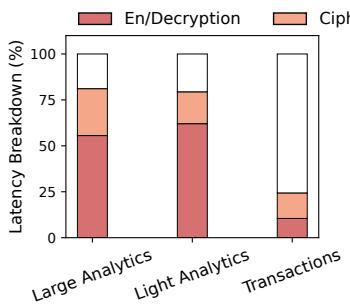 En/Decryption Ciph
Latency Breakdown (%)
100
75
50
25
0
Large Analytics
Light Analytics
Transactions